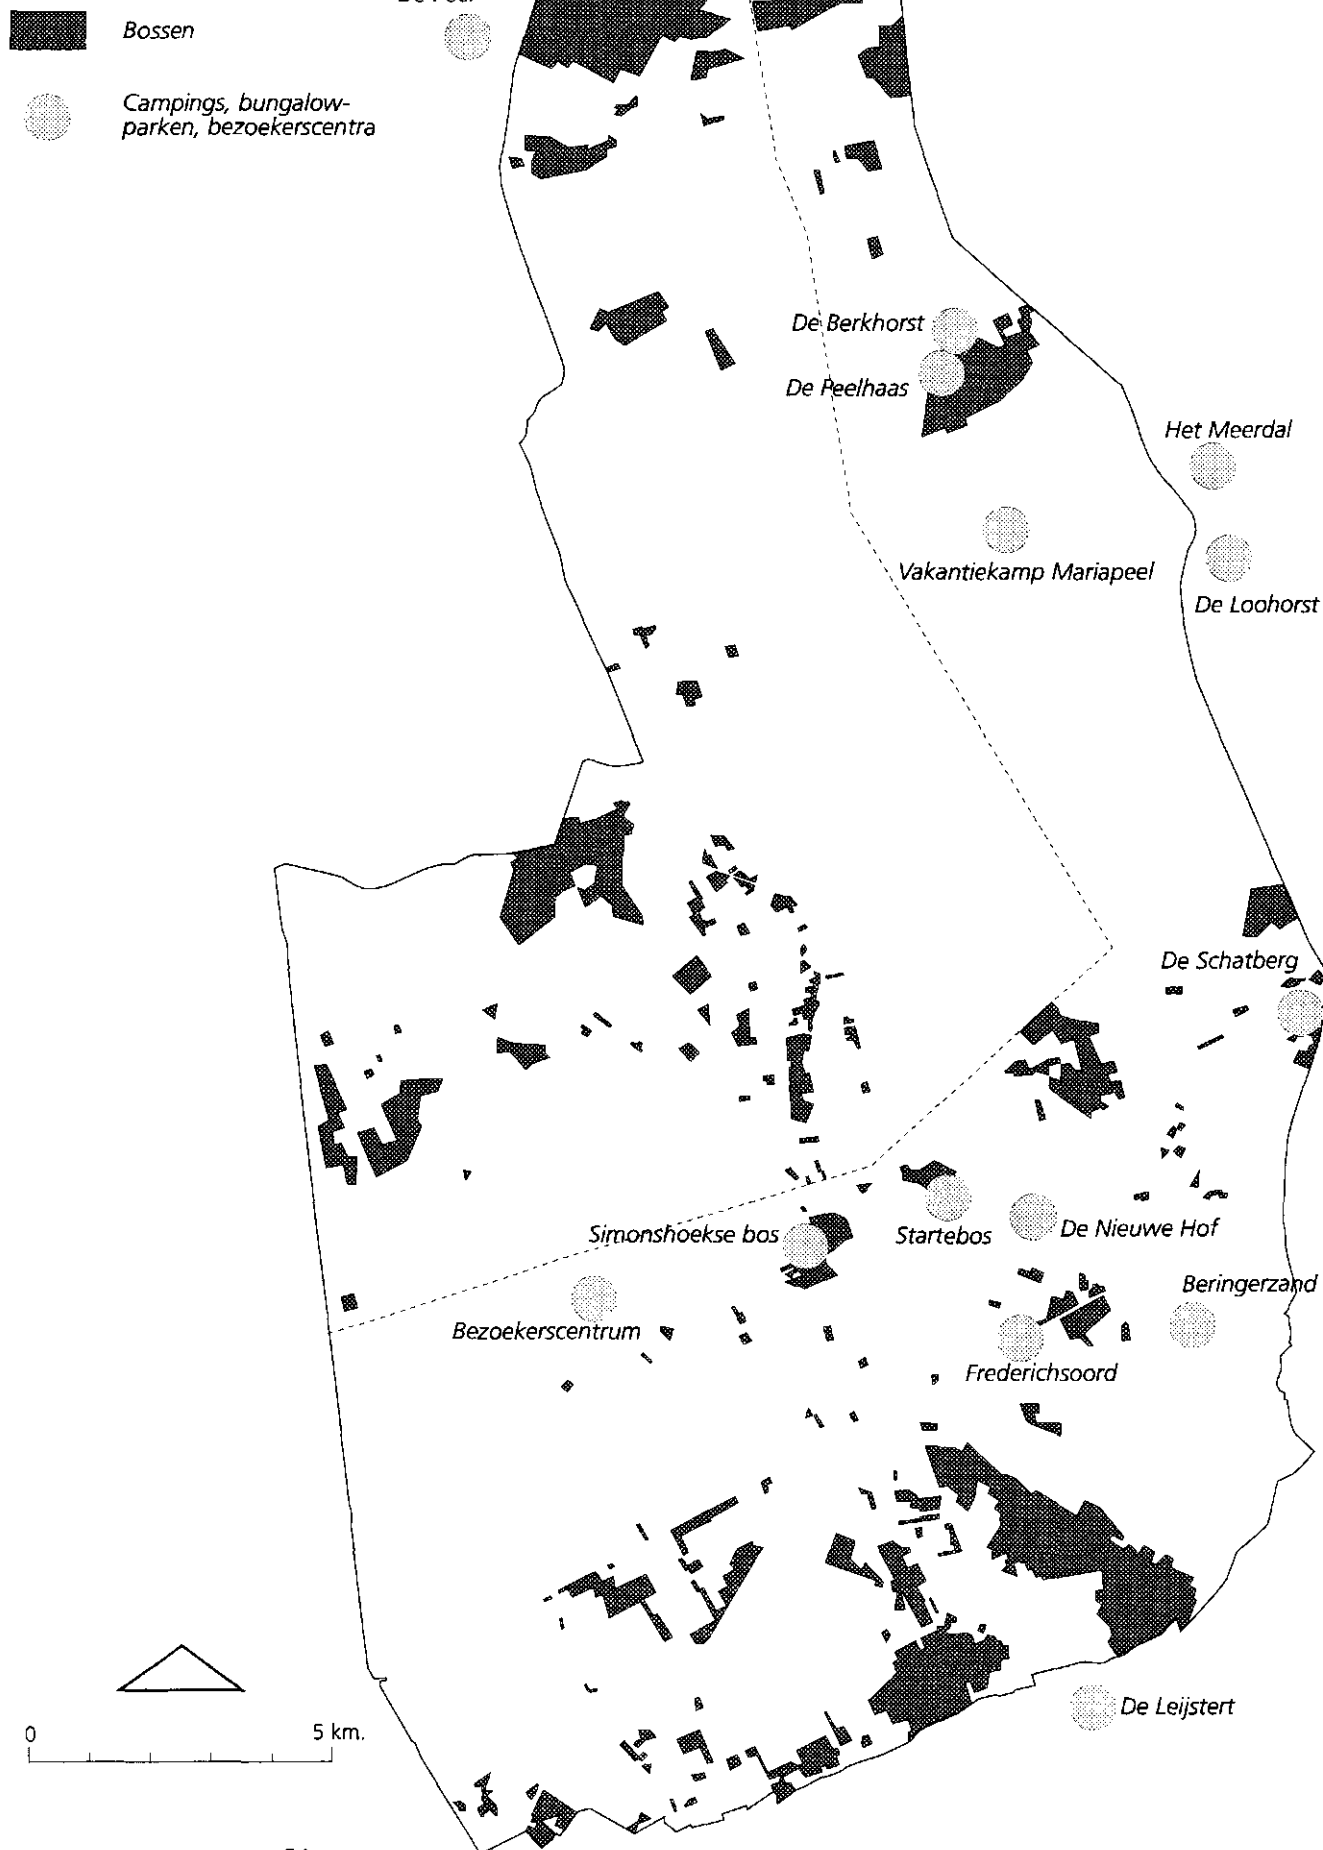 Bossen
Campings, bungalow-
parken, bezoekerscentra
De Berkhorst
De Peelhaas
Het Meerdal
Vakantiekamp Mariapeel
De Loohorst
De Schatberg
Simonshoekse bos
Startebos
De Nieuwe Hof
Beringerzand
Bezoekerscentrum
Frederichsoord
De Leijstert
0
5 km.